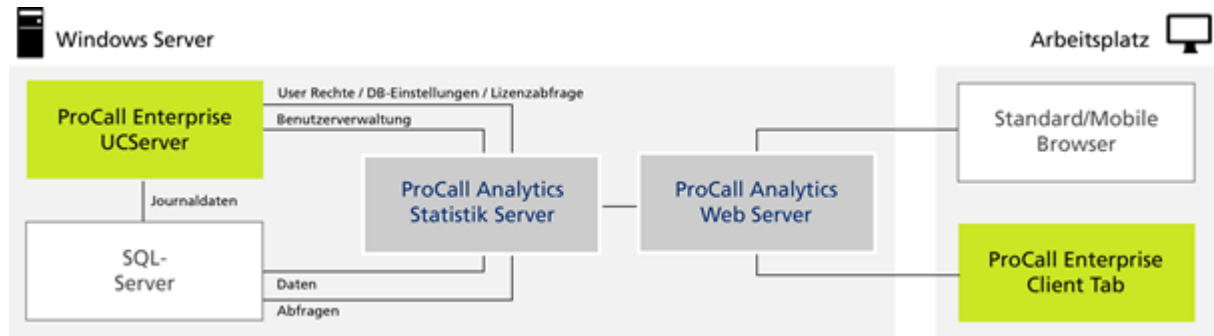 Windows Server
Arbeitsplatz
User Rechte / DB-Einstellungen / Lizenzabfrage
ProCall Enterprise
UCServer
Benutzerverwaltung
Standard/Mobile
Browser
ProCall Analytics
Statistik Server
ProCall Analytics
Web Server
Journaldaten
SQL-
Server
Daten
Abfragen
ProCall Enterprise
Client Tab